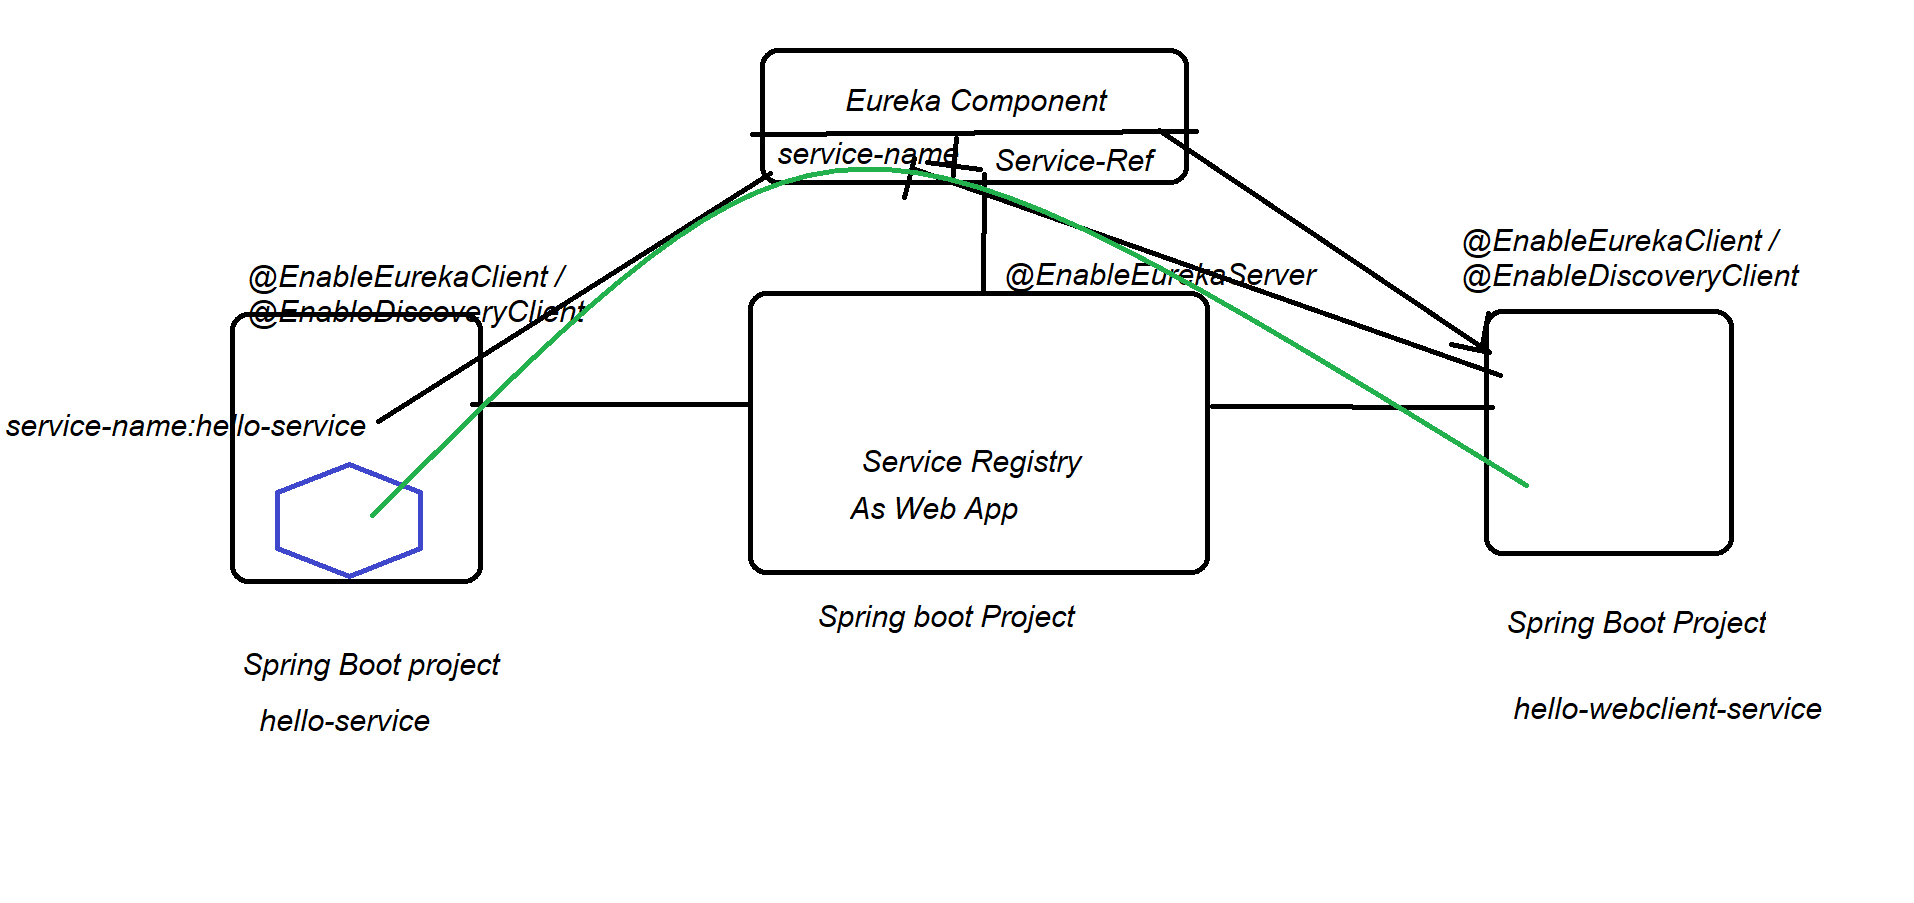 Eureka Component
service-name
Service-Ref
@EnableEurekaClient /
@EnableDiscoveryClient
@EnableEurekaServer
@EnableEurekaClient /
@EnableDiscoveryClient
service-name:hello-service
Service Registry
As Web App
Spring boot Project
Spring Boot project
hello-service
Spring Boot Project
hello-webclient-service